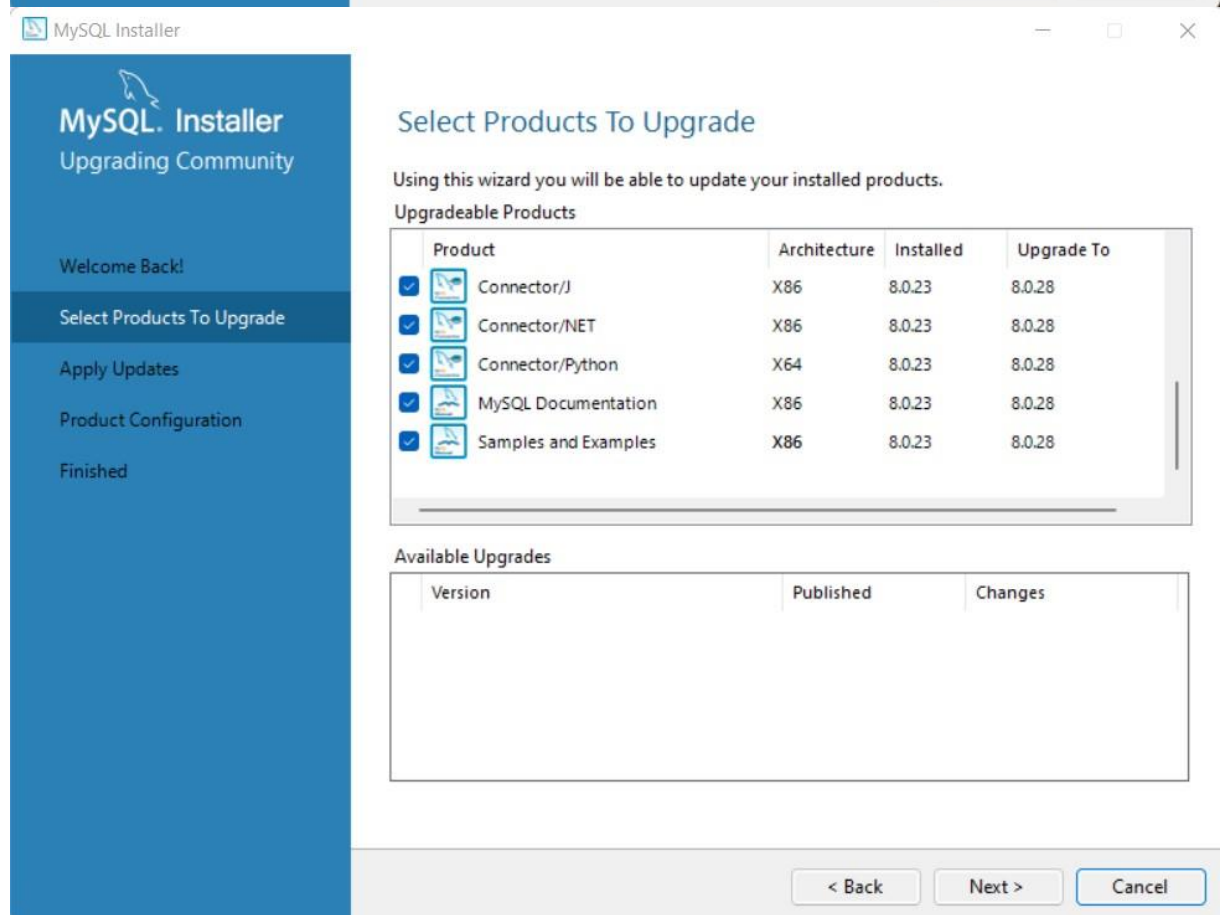 MySQL Installer
MySQL. Installer
Upgrading Community
Welcome Back!
Select Products To Upgrade
Apply Updates
Product Configuration
Finished
Select Products To Upgrade
Using this wizard you will be able to update your installed products.
Upgradeable Products
Product Architecture Installed Upgrade To
Connector/J X86 8.0.23 8.0.28
Connector/NET X86 8.0.23 8.0.28
Connector/Python X64 8.0.23 8.0.28
MySQL Documentation X86 8.0.23 8.0.28
Samples and Examples X86 8.0.23 8.0.28
Available Upgrades
Version Published Changes
< Back Next > Cancel